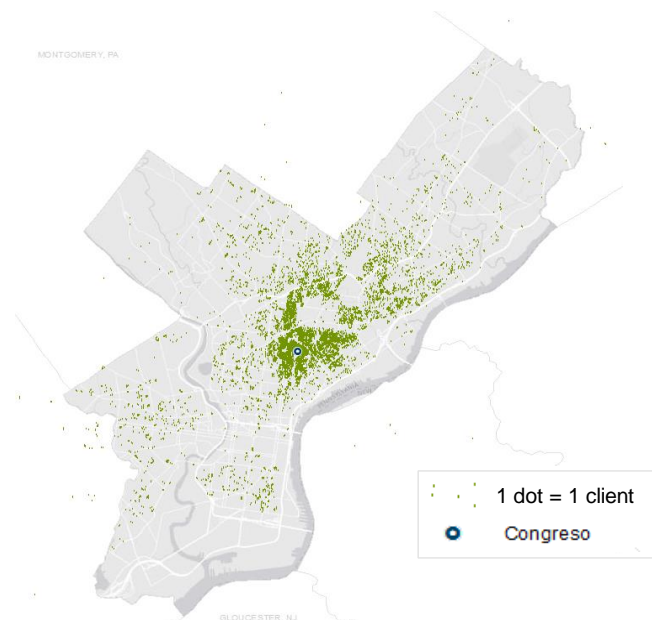 MONTGOMERY, PA
1 dot = 1 client
Congreso
GLOUCESTER, NJ